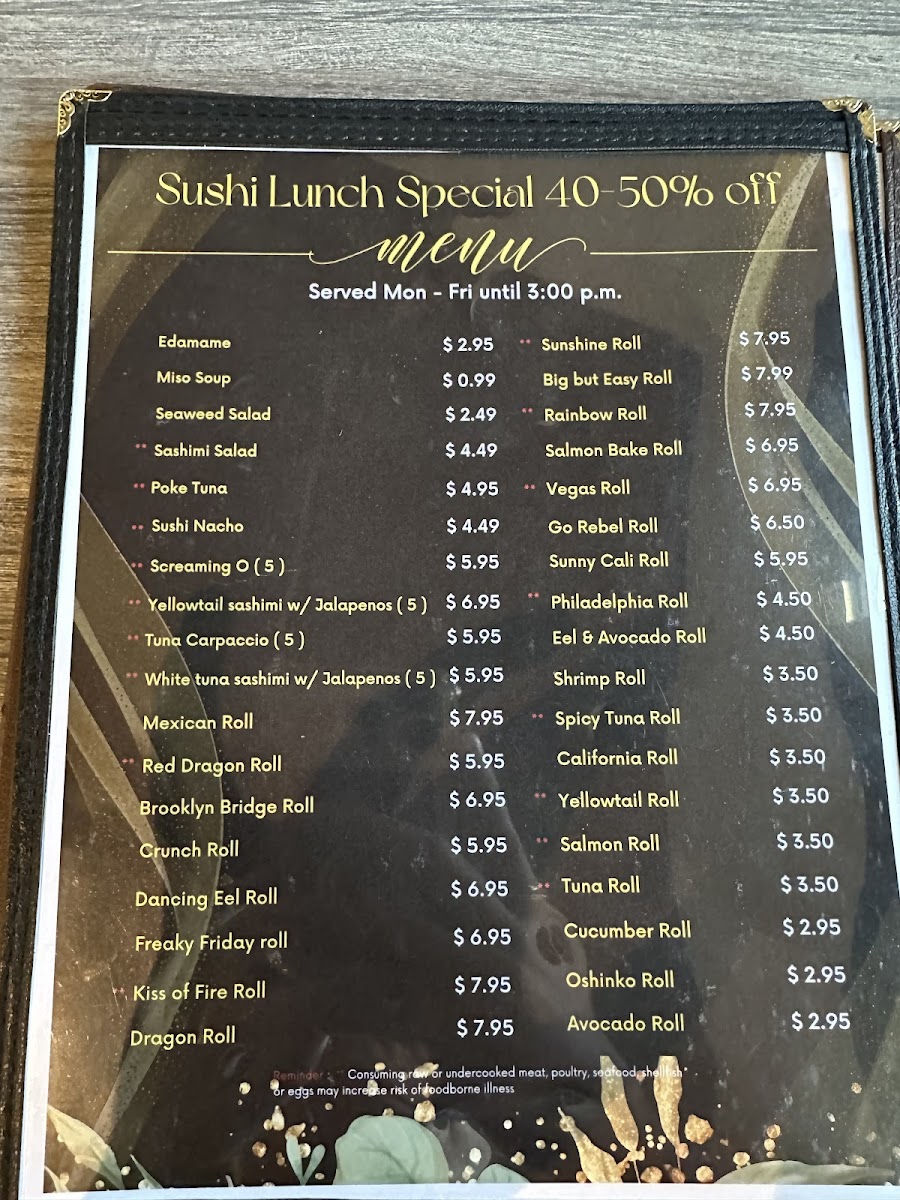 Sushi Lunch Special 40-50% off
menu
Served Mon - Fri until 3:00 p.m.
Edamame $ 2.95
Miso Soup $ 0.99
Seaweed Salad $ 2.49
** Sashimi Salad $ 4.49
** Poke Tuna $ 4.95
** Sushi Nacho $ 4.49
** Screaming O ( 5 ) $ 5.95
** Yellowtail sashimi w/ Jalapenos ( 5 ) $ 6.95
** Tuna Carpaccio ( 5 ) $ 5.95
** White tuna sashimi w/ Jalapenos ( 5 ) $ 5.95
Mexican Roll $ 7.95
** Red Dragon Roll $ 5.95
Brooklyn Bridge Roll $ 6.95
Crunch Roll $ 5.95
Dancing Eel Roll $ 6.95
Freaky Friday roll $ 6.95
** Kiss of Fire Roll $ 7.95
Dragon Roll $ 7.95
** Sunshine Roll $ 7.95
Big but Easy Roll $ 7.99
** Rainbow Roll $ 7.95
Salmon Bake Roll $ 6.95
** Vegas Roll $ 6.95
Go Rebel Roll $ 6.50
Sunny Cali Roll $ 5.95
** Philadelphia Roll $ 4.50
Eel & Avocado Roll $ 4.50
Shrimp Roll $ 3.50
** Spicy Tuna Roll $ 3.50
California Roll $ 3.50
** Yellowtail Roll $ 3.50
** Salmon Roll $ 3.50
** Tuna Roll $ 3.50
Cucumber Roll $ 2.95
Oshinko Roll $ 2.95
Avocado Roll $ 2.95
Reminder : ** Consuming raw or undercooked meat, poultry, seafood, shellfish
or eggs may increase risk of foodborne illness